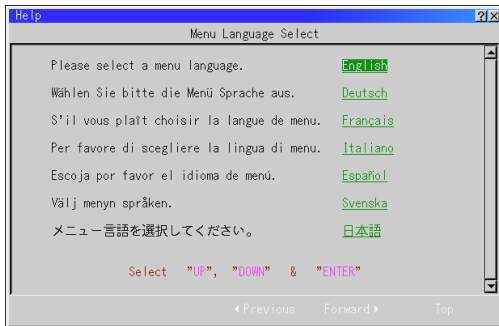 Help
Menu Language Select
Please select a menu language. English
Wählen Sie bitte die Menü Sprache aus. Deutsch
S'il vous plaît choisir la langue de menu. Français
Per favore di scegliere la lingua di menu. Italiano
Escoja por favor el idioma de menú. Español
Välj menyn språken. Svenska
メニュー言語を選択してください。 日本語
Select "UP", "DOWN" & "ENTER"
Previous Forward Top